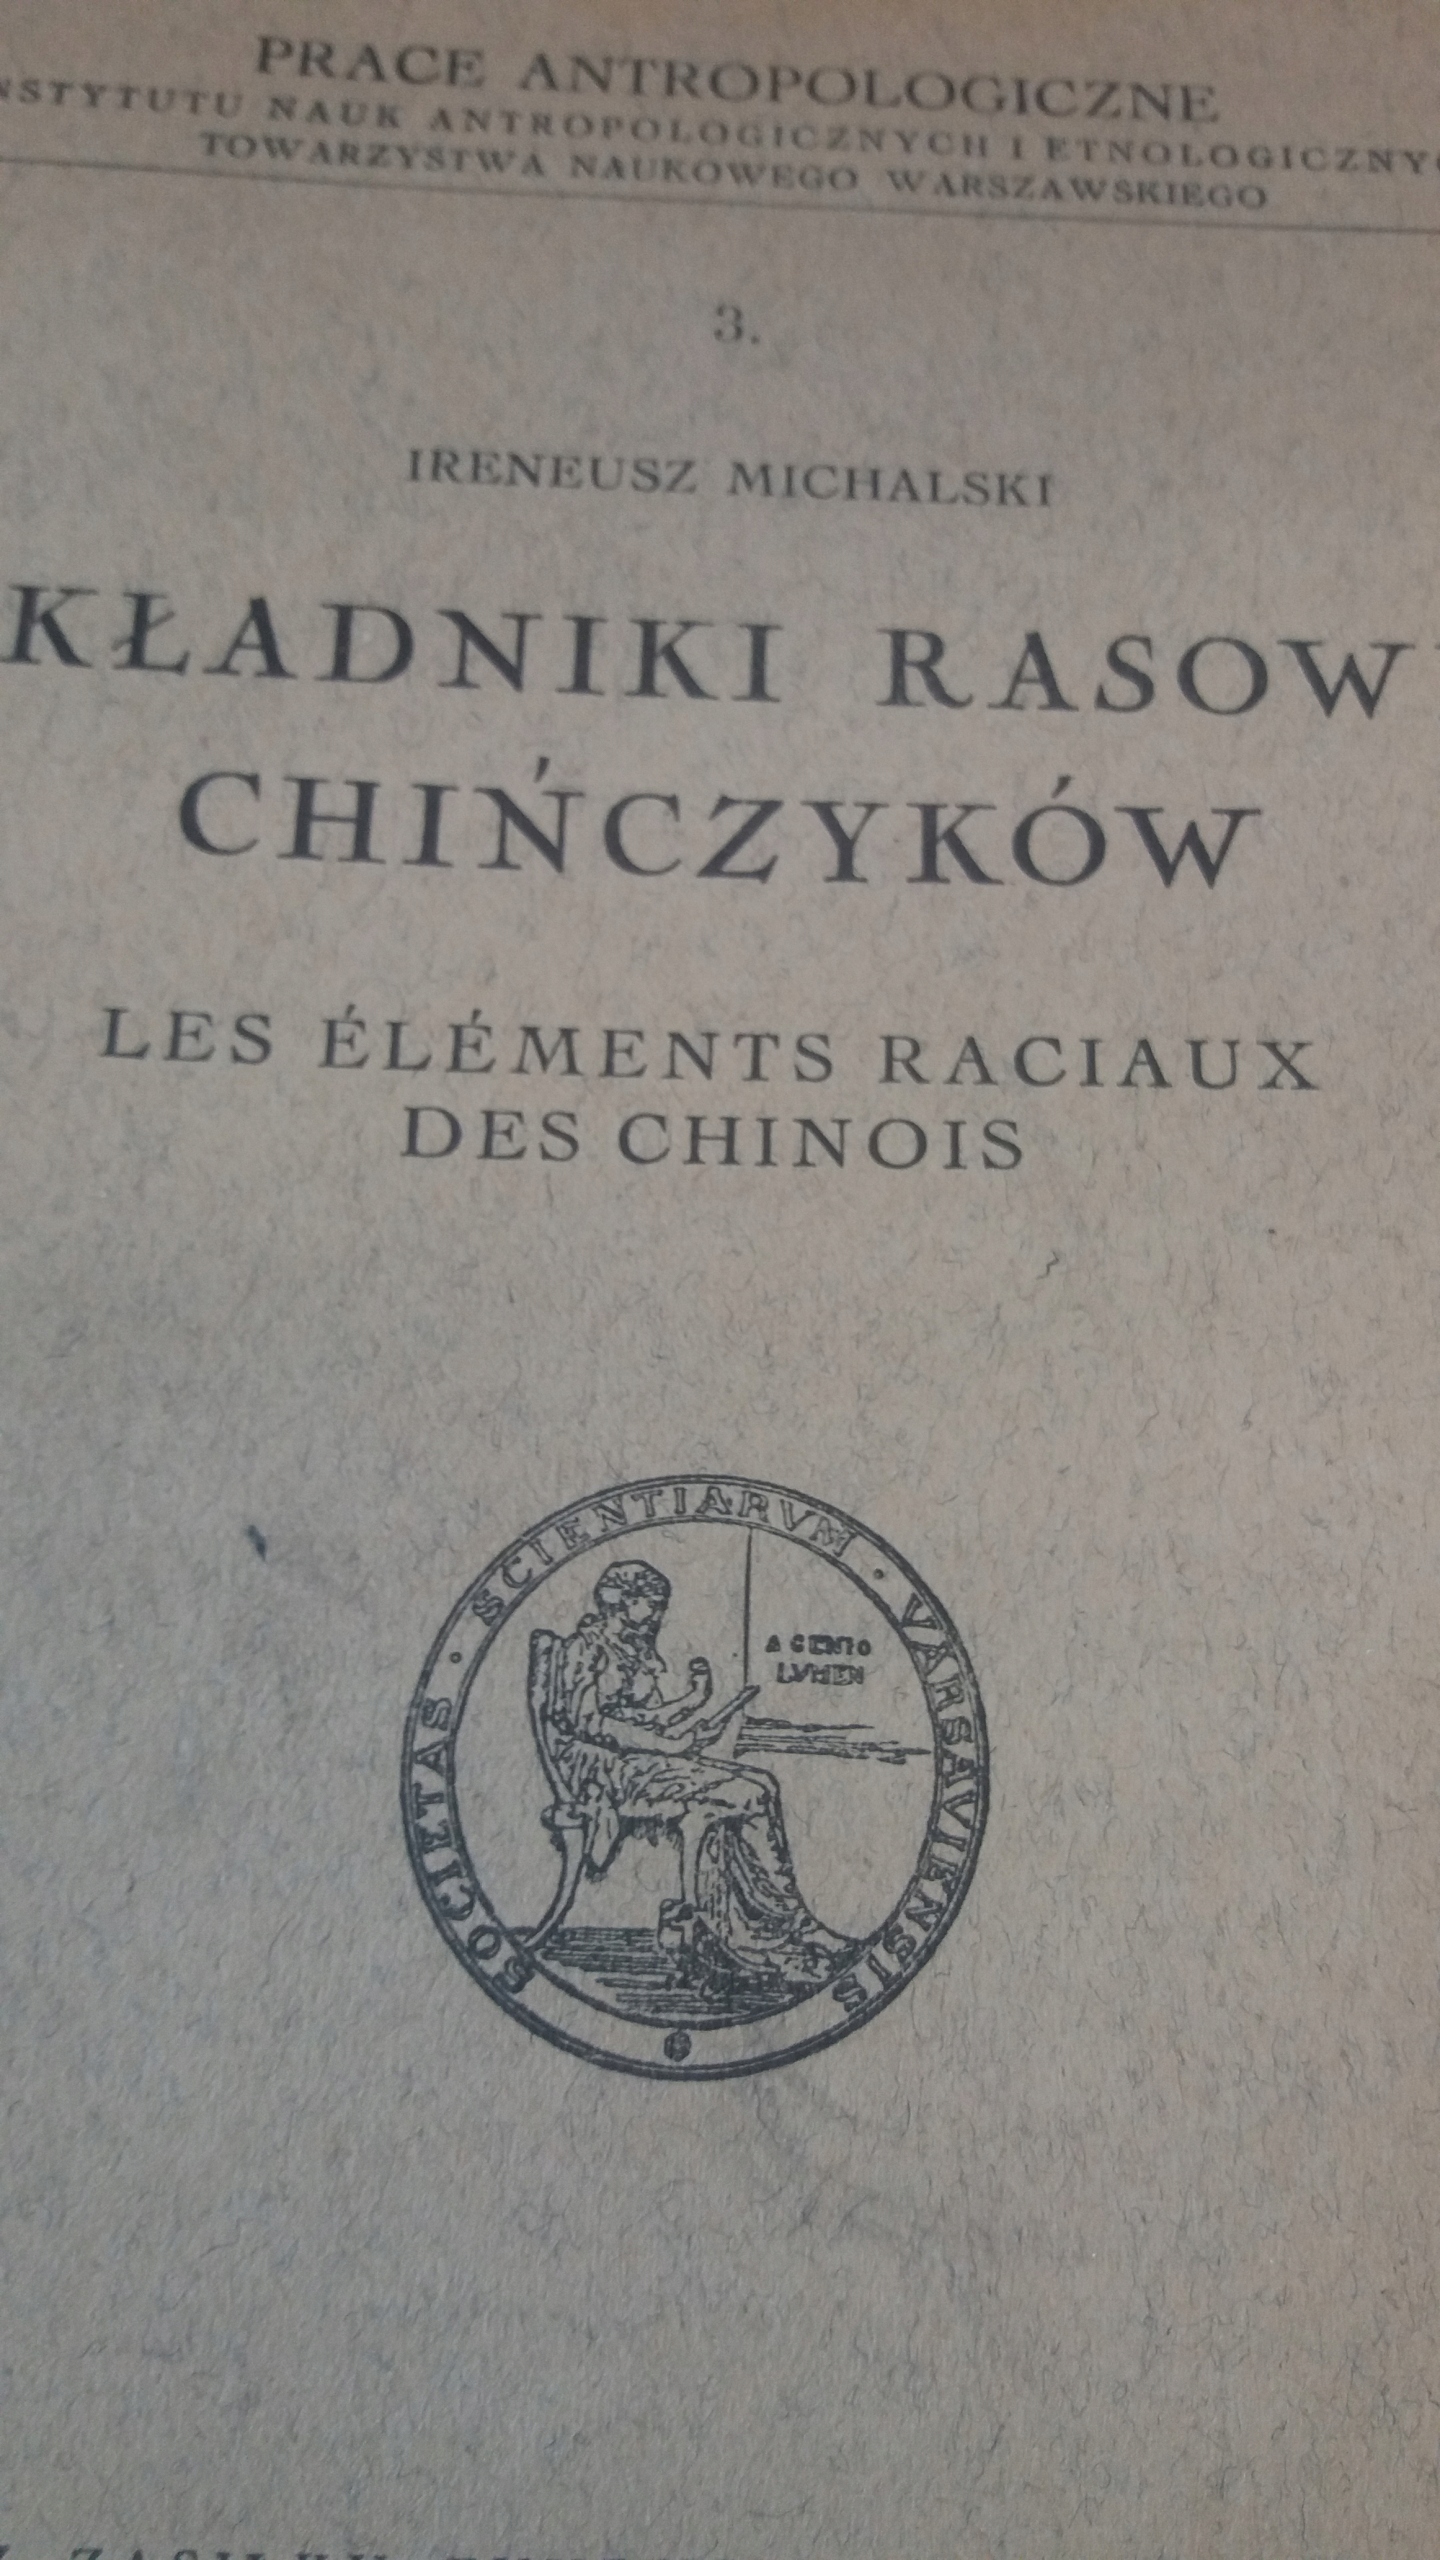 PRACE ANTROPOLOGICZNE
NSTYTUTU NAUK ANTROPOLOGICZNYCH I ETNOLOGICZNY
TOWARZYSTWA NAUKOWEGO WARSZAWSKIEGO
3.
IRENEUSZ MICHALSKI
KŁADNIKI RASOW
CHIŃCZYKÓW
LES ÉLÉMENTS RACIAUX
DES CHINOIS
SOCIETAS · SCIENTIARVM · VARSAVIENSIS
LVMEN